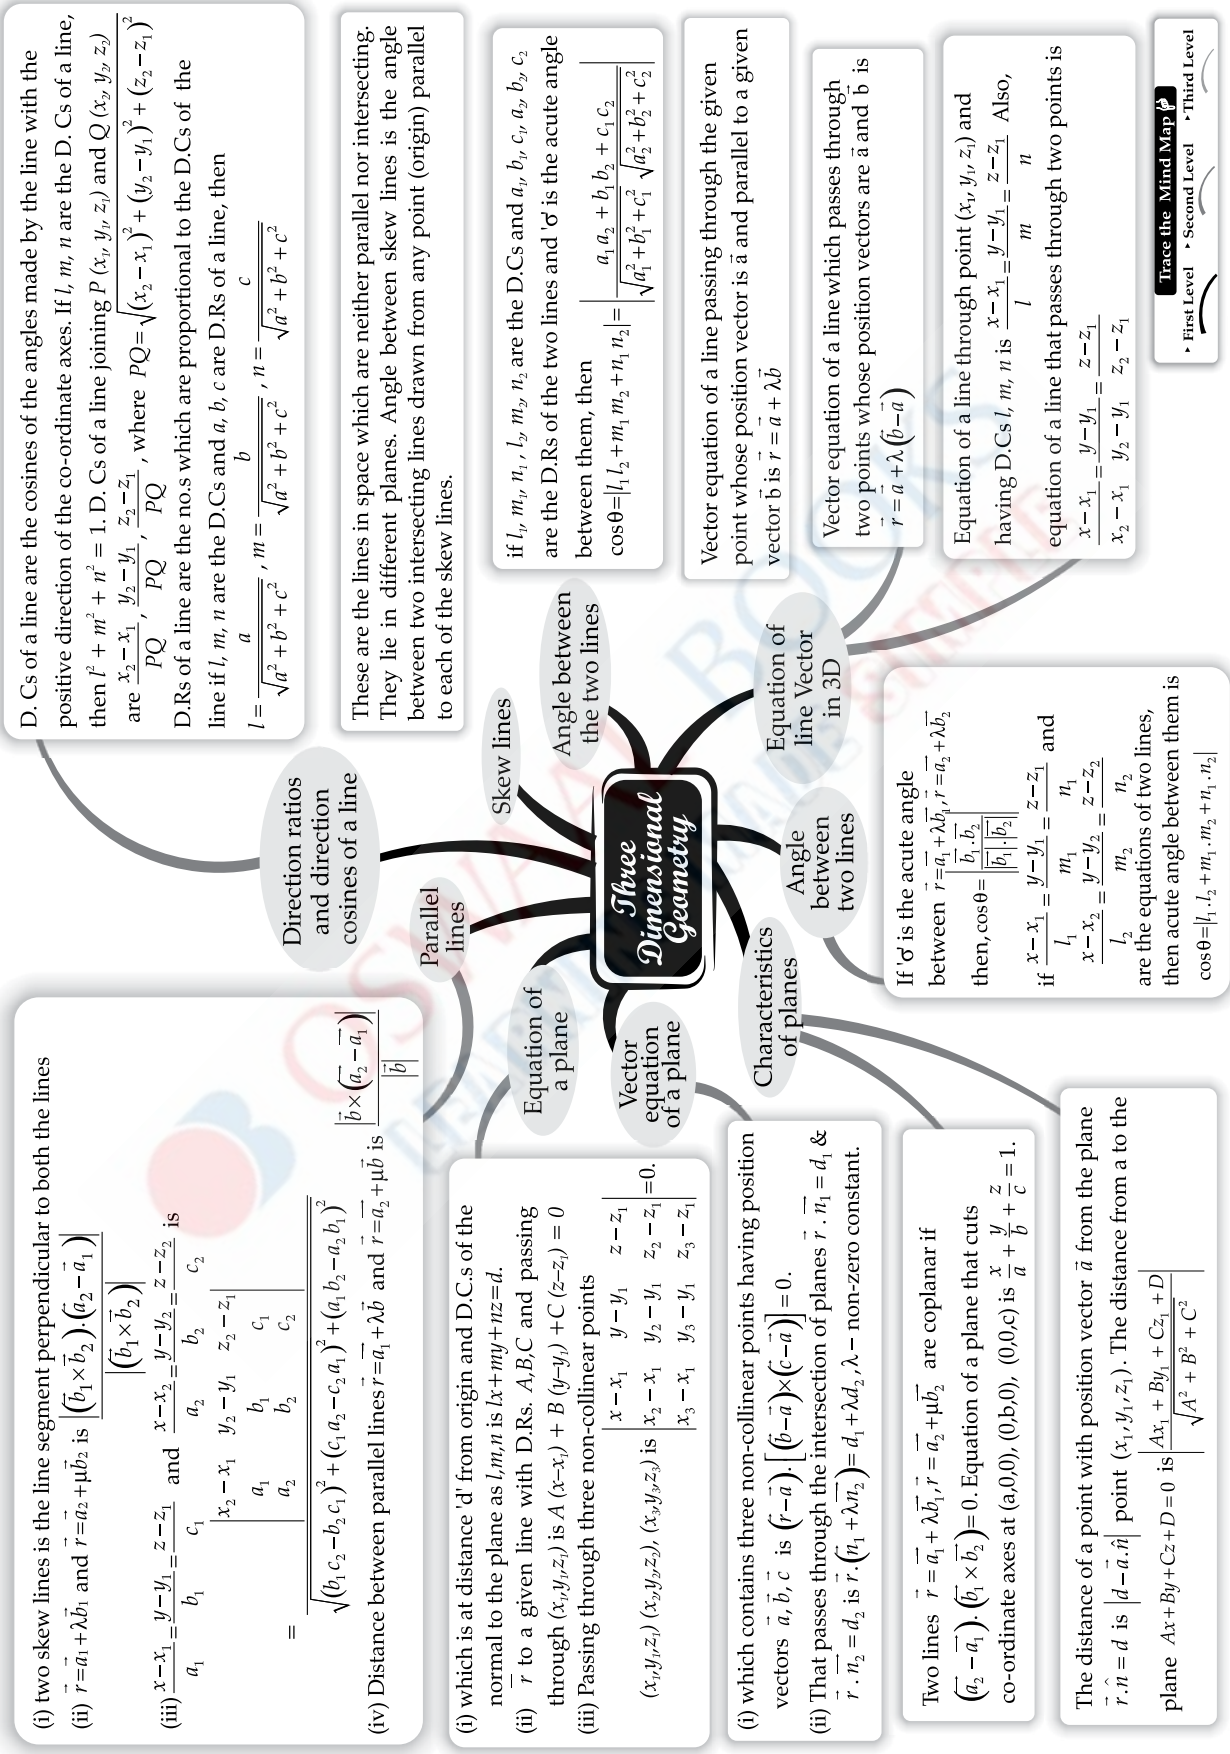 D. Cs of a line are the cosines of the angles made by the line with the
positive direction of the co-ordinate axes. If l, m, n are the D. Cs of a line,
then l² + m² + n² = 1. D. Cs of a line joining P (x₁, y₁, z₁) and Q (x₂, y₂, z₂)
are (x₂−x₁)/PQ , (y₂−y₁)/PQ , (z₂−z₁)/PQ , where PQ=√((x₂−x₁)²+(y₂−y₁)²+(z₂−z₁)²)
D.Rs of a line are the no.s which are proportional to the D.Cs of the
line if l, m, n are the D.Cs and a, b, c are D.Rs of a line, then
l = a/√(a²+b²+c²) , m = b/√(a²+b²+c²) , n = c/√(a²+b²+c²)
Direction ratios
and direction
cosines of a line
These are the lines in space which are neither parallel nor intersecting.
They lie in different planes. Angle between skew lines is the angle
between two intersecting lines drawn from any point (origin) parallel
to each of the skew lines.
Skew lines
if l₁, m₁, n₁ , l₂, m₂, n₂ are the D.Cs and a₁, b₁, c₁, a₂, b₂, c₂
are the D.Rs of the two lines and 'σ' is the acute angle
between them, then
cosθ=|l₁l₂+m₁m₂+n₁n₂|=|(a₁a₂+b₁b₂+c₁c₂)/(√(a₁²+b₁²+c₁²) √(a₂²+b₂²+c₂²))|
Angle between
the two lines
Vector equation of a line passing through the given
point whose position vector is a⃗ and parallel to a given
vector b⃗ is r⃗ = a⃗ + λb⃗
Vector equation of a line which passes through
two points whose position vectors are a⃗ and b⃗ is
r⃗ = a⃗ + λ(b⃗−a⃗)
Equation of a line through point (x₁, y₁, z₁) and
having D.Cs l, m, n is (x−x₁)/l = (y−y₁)/m = (z−z₁)/n Also,
equation of a line that passes through two points is
(x−x₁)/(x₂−x₁) = (y−y₁)/(y₂−y₁) = (z−z₁)/(z₂−z₁)
Equation of
line Vector
in 3D
Trace the Mind Map
▸ First Level ▸ Second Level ▸ Third Level
Three
Dimensional
Geometry
Angle
between
two lines
If 'σ' is the acute angle
between r⃗=a⃗₁+λb⃗₁, r⃗=a⃗₂+λb⃗₂
then, cosθ=|b⃗₁.b⃗₂/(|b⃗₁|.|b⃗₂|)|
if (x−x₁)/l₁ = (y−y₁)/m₁ = (z−z₁)/n₁ and
(x−x₂)/l₂ = (y−y₂)/m₂ = (z−z₂)/n₂
are the equations of two lines,
then acute angle between them is
cosθ=|l₁.l₂+m₁.m₂+n₁.n₂|
Parallel
lines
(i) two skew lines is the line segment perpendicular to both the lines
(ii) r⃗=a⃗₁+λb⃗₁ and r⃗=a⃗₂+μb⃗₂ is |(b⃗₁×b⃗₂).(a⃗₂−a⃗₁)|/|(b⃗₁×b⃗₂)|
(iii) (x−x₁)/a₁ = (y−y₁)/b₁ = (z−z₁)/c₁ and (x−x₂)/a₂ = (y−y₂)/b₂ = (z−z₂)/c₂ is
| x₂−x₁ y₂−y₁ z₂−z₁ |
| a₁ b₁ c₁ |
| a₂ b₂ c₂ |
=
√((b₁c₂−b₂c₁)²+(c₁a₂−c₂a₁)²+(a₁b₂−a₂b₁)²)
(iv) Distance between parallel lines r⃗=a⃗₁+λb⃗ and r⃗=a⃗₂+μb⃗ is |b⃗×(a⃗₂−a⃗₁)|/|b⃗|
Equation of
a plane
(i) which is at distance 'd' from origin and D.C.s of the
normal to the plane as l,m,n is lx+my+nz=d.
(ii) r⃗ to a given line with D.Rs. A,B,C and passing
through (x₁,y₁,z₁) is A (x−x₁) + B (y−y₁) +C (z−z₁) = 0
(iii) Passing through three non-collinear points
(x₁,y₁,z₁) (x₂,y₂,z₂), (x₃,y₃,z₃) is
| x−x₁ y−y₁ z−z₁ |
| x₂−x₁ y₂−y₁ z₂−z₁ | =0.
| x₃−x₁ y₃−y₁ z₃−z₁ |
Vector
equation
of a plane
(i) which contains three non-collinear points having position
vectors a⃗, b⃗, c⃗ is (r⃗−a⃗).[(b⃗−a⃗)×(c⃗−a⃗)]=0.
(ii) That passes through the intersection of planes r⃗.n⃗₁=d₁ &
r⃗.n⃗₂=d₂ is r⃗.(n⃗₁+λn⃗₂)=d₁+λd₂, λ− non-zero constant.
Characteristics
of planes
Two lines r⃗=a⃗₁+λb⃗₁, r⃗=a⃗₂+μb⃗₂ are coplanar if
(a⃗₂−a⃗₁).(b⃗₁×b⃗₂)=0. Equation of a plane that cuts
co-ordinate axes at (a,0,0), (0,b,0), (0,0,c) is x/a + y/b + z/c = 1.
The distance of a point with position vector a⃗ from the plane
r⃗.n̂=d is |d−a⃗.n̂| point (x₁,y₁,z₁). The distance from a to the
plane Ax+By+Cz+D=0 is |(Ax₁+By₁+Cz₁+D)/√(A²+B²+C²)|
OSWAAL BOOKS
LEARNING MADE SIMPLE